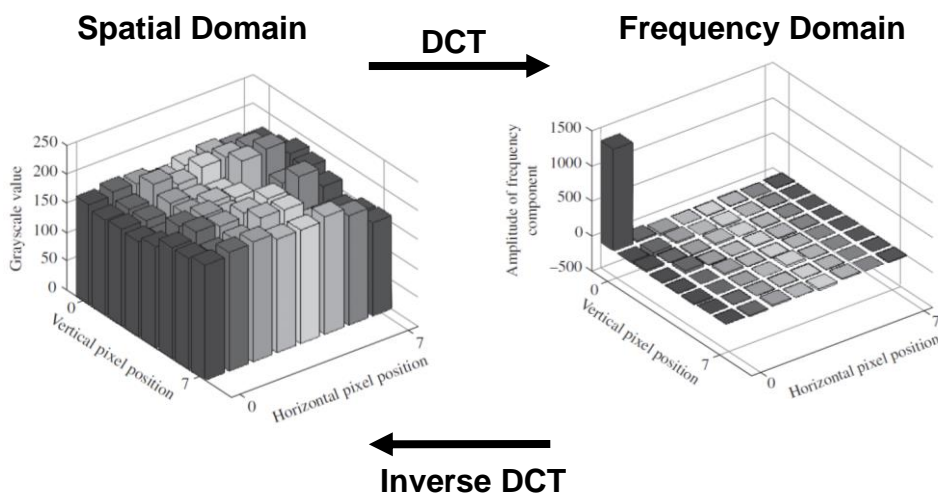 Spatial Domain
DCT
Frequency Domain
250
200
150
100
50
0
Grayscale value
0
Vertical pixel position
7
0
Horizontal pixel position
7
1500
1000
500
0
−500
Amplitude of frequency
component
0
Vertical pixel position
7
0
Horizontal pixel position
7
Inverse DCT